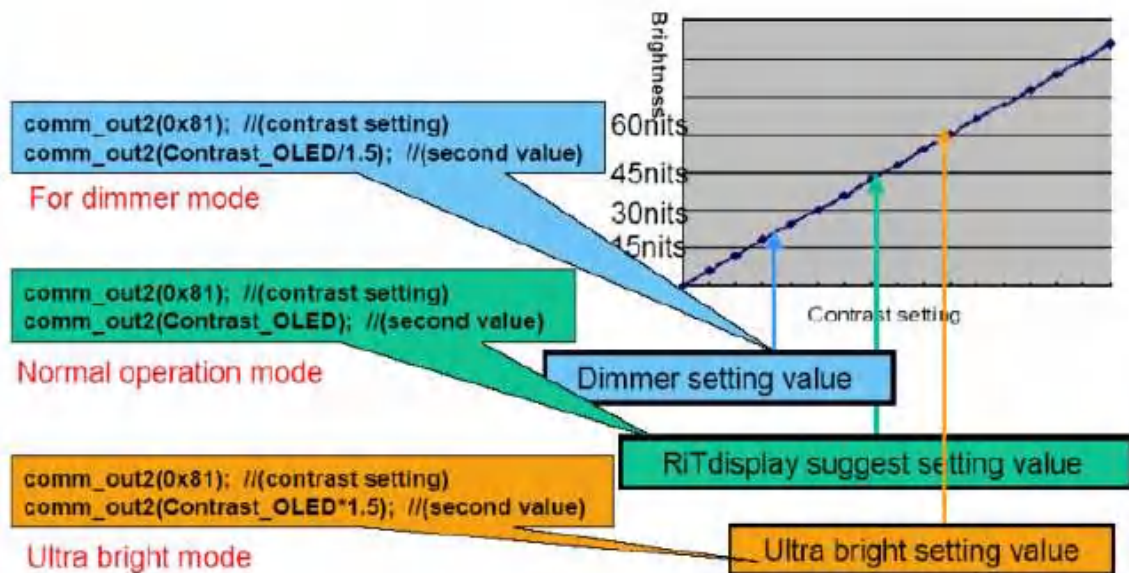 Brightness
comm_out2(0x81); //(contrast setting)
comm_out2(Contrast_OLED/1.5); //(second value)
For dimmer mode
60nits
45nits
30nits
15nits
Contrast setting
comm_out2(0x81); //(contrast setting)
comm_out2(Contrast_OLED); //(second value)
Normal operation mode
Dimmer setting value
RiTdisplay suggest setting value
comm_out2(0x81); //(contrast setting)
comm_out2(Contrast_OLED*1.5); //(second value)
Ultra bright mode
Ultra bright setting value